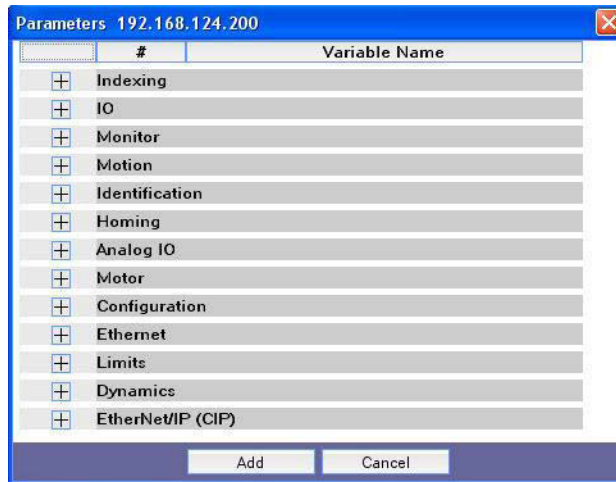 Parameters 192.168.124.200
# Variable Name
Indexing
IO
Monitor
Motion
Identification
Homing
Analog IO
Motor
Configuration
Ethernet
Limits
Dynamics
EtherNet/IP (CIP)
Add Cancel